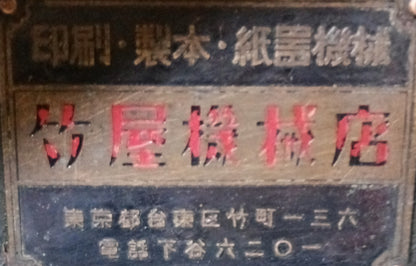 印刷・製本・紙器機械
竹屋機械店
東京都台東区竹町一三六
電話下谷六二〇一